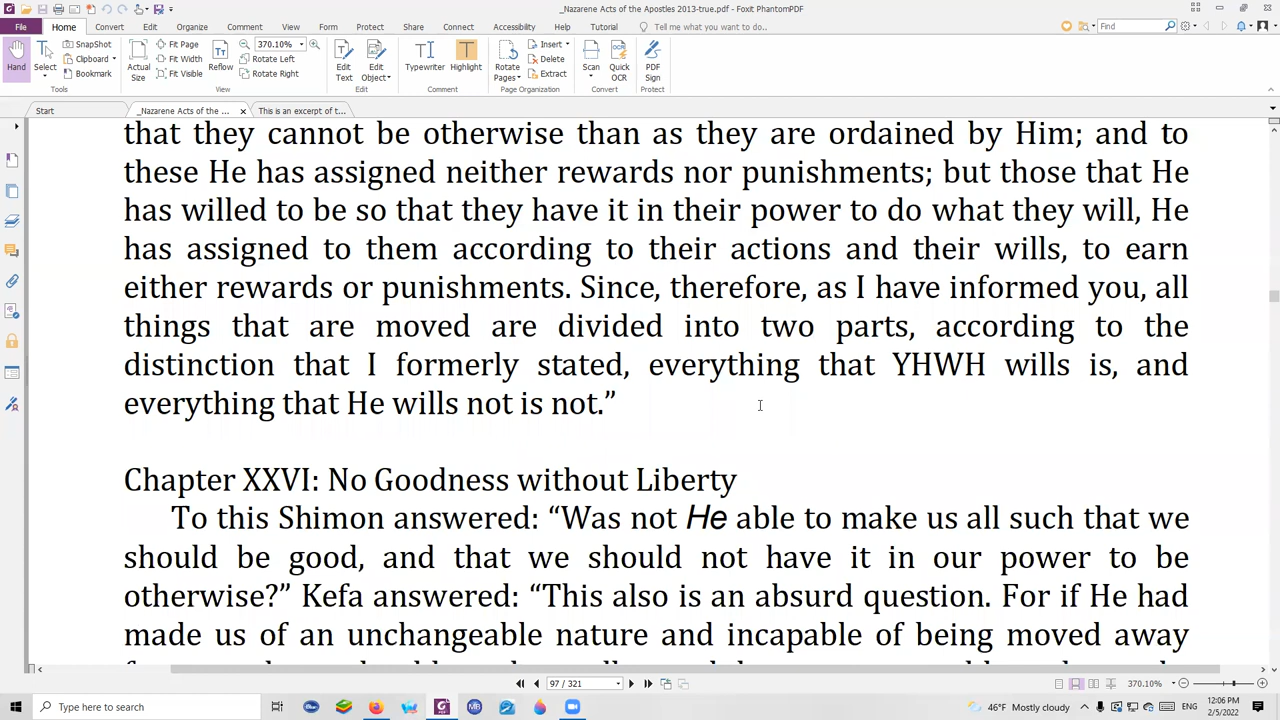 _Nazarene Acts of the Apostles 2013-true.pdf - Foxit PhantomPDF
File Home Convert Edit Organize Comment View Form Protect Share Connect Accessibility Help Tutorial Tell me what you want to do.. Find
Hand
Select
SnapShot
Clipboard
Bookmark
Tools
Actual Size
Fit Page
Fit Width
Fit Visible
Reflow
370.10%
Rotate Left
Rotate Right
View
Edit Text
Edit Object
Edit
Typewriter
Highlight
Comment
Rotate Pages
Insert
Delete
Extract
Page Organization
Scan
Quick OCR
Convert
PDF Sign
Protect
Start _Nazarene Acts of the ... This is an excerpt of t...
that they cannot be otherwise than as they are ordained by Him; and to
these He has assigned neither rewards nor punishments; but those that He
has willed to be so that they have it in their power to do what they will, He
has assigned to them according to their actions and their wills, to earn
either rewards or punishments. Since, therefore, as I have informed you, all
things that are moved are divided into two parts, according to the
distinction that I formerly stated, everything that YHWH wills is, and
everything that He wills not is not.”
Chapter XXVI: No Goodness without Liberty
To this Shimon answered: “Was not He able to make us all such that we
should be good, and that we should not have it in our power to be
otherwise?” Kefa answered: “This also is an absurd question. For if He had
made us of an unchangeable nature and incapable of being moved away
97 / 321 370.10%
Type here to search 46°F Mostly cloudy ENG 12:06 PM
2/5/2022